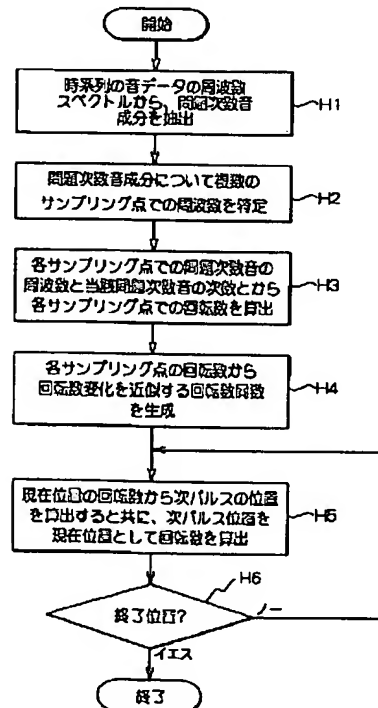 開始
時系列の音データの周波数
スペクトルから、問題次数音
成分を抽出
H1
問題次数音成分について複数の
サンプリング点での周波数を特定
H2
各サンプリング点での問題次数音の
周波数と当該問題次数音の次数とから
各サンプリング点での回転数を算出
H3
各サンプリング点の回転数から
回転数変化を近似する回転数関数
を生成
H4
現在位置の回転数から次パルスの位置
を算出すると共に、次パルス位置を
現在位置として回転数を算出
H5
H6
終了位置?
ノー
イエス
終了